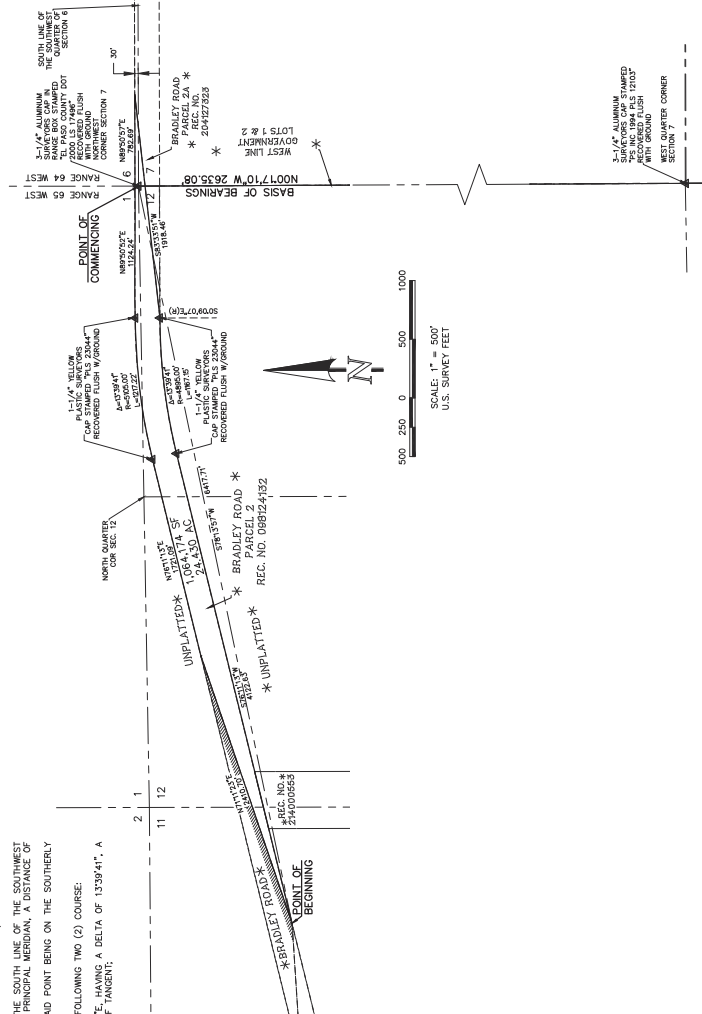 THE SOUTH LINE OF THE SOUTHWEST
PRINCIPAL MERIDIAN, A DISTANCE OF
AID POINT BEING ON THE SOUTHERLY
FOLLOWING TWO (2) COURSE:
'E, HAVING A DELTA OF 13°39'41", A
F TANGENT;
2 1
11 12
*BRADLEY ROAD*
POINT OF
BEGINNING
N71°11'23"E
2410.70'
*REC. NO.*
214000553
UNPLATTED*
N76°11'13"E
1721.09'
1,064,174 SF
24.430 AC
S76°11'13"W
4122.63'
* UNPLATTED*
* BRADLEY ROAD *
PARCEL 2
REC. NO. 098124132
S78°13'57"W
6417.71'
NORTH QUARTER
COR SEC. 12
1-1/4" YELLOW
PLASTIC SURVEYORS
CAP STAMPED "PLS 23044"
RECOVERED FLUSH W/GROUND
Δ=13°39'41"
R=5105.00'
L=1217.22'
Δ=13°39'41"
R=4895.00'
L=1167.15'
1-1/4" YELLOW
PLASTIC SURVEYORS
CAP STAMPED "PLS 23044"
RECOVERED FLUSH W/GROUND
S0°09'07"E(R)
N89°50'52"E
1124.24'
S83°33'51"W
1918.46'
POINT OF
COMMENCING
RANGE 65 WEST
RANGE 64 WEST
1 6
12 7
N89°50'57"E
782.69'
3-1/4" ALUMINUM
SURVEYORS CAP IN
RANGE BOX STAMPED
"EL PASO COUNTY DOT
2000 LS 17496"
RECOVERED FLUSH
WITH GROUND
NORTHWEST
CORNER SECTION 7
30'
SOUTH LINE OF
THE SOUTHWEST
QUARTER OF
SECTION 6
BRADLEY ROAD *
PARCEL 2A *
REC. NO.
204127323
BASIS OF BEARINGS
N00°17'10"W 2635.08'
WEST LINE
GOVERNMENT
LOTS 1 & 2
3-1/4" ALUMINUM
SURVEYORS CAP STAMPED
"PS INC 1994 PLS 12103"
RECOVERED FLUSH
WITH GROUND
WEST QUARTER CORNER
SECTION 7
N
500 250 0 500 1000
SCALE: 1" = 500'
U.S. SURVEY FEET